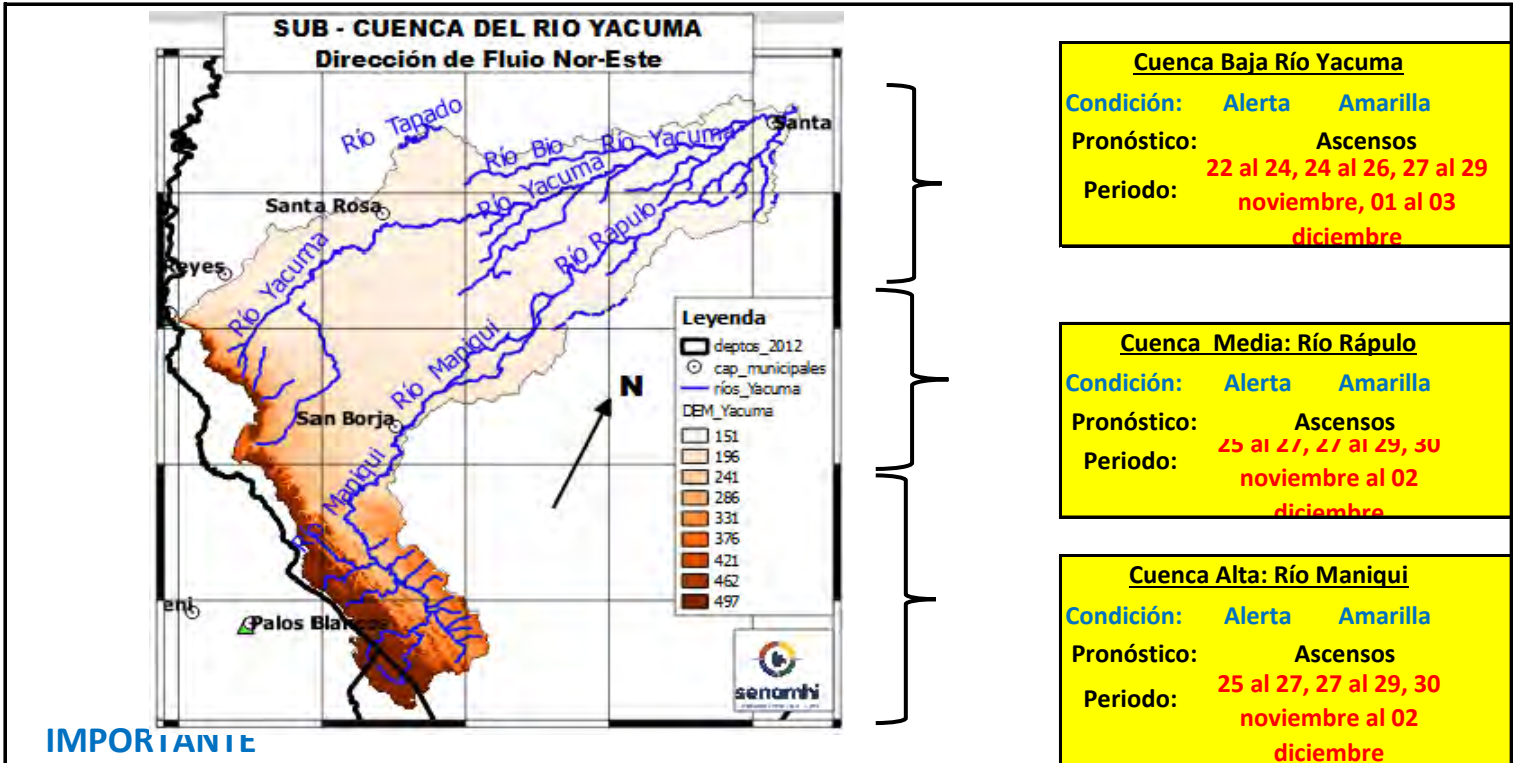 SUB - CUENCA DEL RIO YACUMA
Dirección de Fluio Nor-Este
Río Tapado
Santa
Río Bio
Río Yacuma
Río Yacuma
Santa Rosa
Río Rápulo
Reyes
Río Yacuma
Río Maniquí
San Borja
Río Maniqui
Río Maniqui
eni
Palos Blancos
N
Leyenda
deptos_2012
cap_municipales
ríos_Yacuma
DEM_Yacuma
151
196
241
286
331
376
421
462
497
senamhi
Cuenca Baja Río Yacuma
Condición: Alerta Amarilla
Pronóstico: Ascensos
Periodo: 22 al 24, 24 al 26, 27 al 29
noviembre, 01 al 03
diciembre
Cuenca Media: Río Rápulo
Condición: Alerta Amarilla
Pronóstico: Ascensos
Periodo: 25 al 27, 27 al 29, 30
noviembre al 02
diciembre
Cuenca Alta: Río Maniqui
Condición: Alerta Amarilla
Pronóstico: Ascensos
Periodo: 25 al 27, 27 al 29, 30
noviembre al 02
diciembre
IMPORTANTE